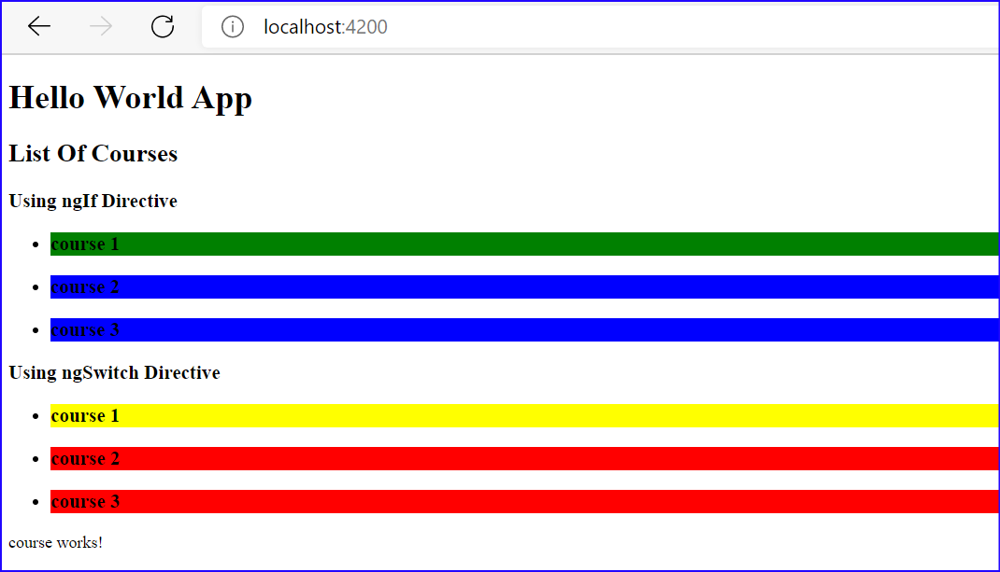 localhost:4200
Hello World App
List Of Courses
Using ngIf Directive
course 1
course 2
course 3
Using ngSwitch Directive
course 1
course 2
course 3
course works!